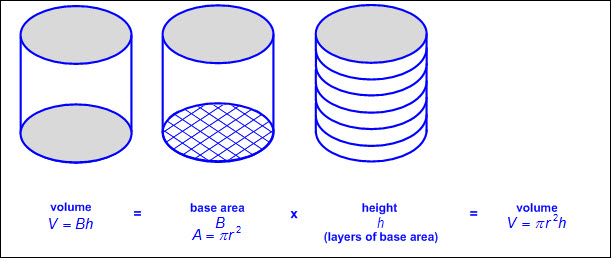 volume = base area x height = volume
V = Bh B h V = πr²h
A = πr² (layers of base area)